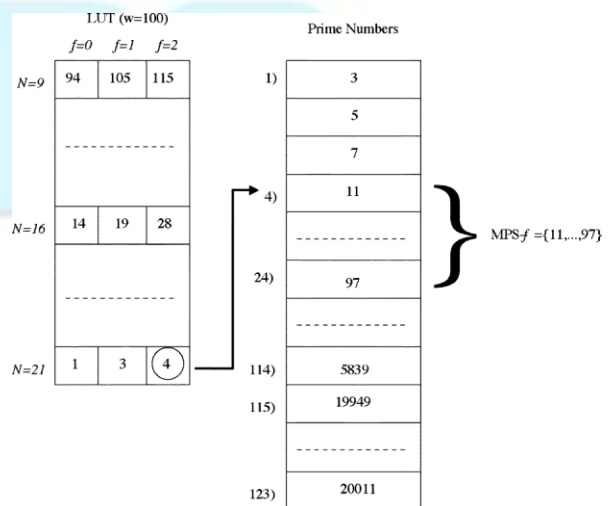 LUT (w=100)
f=0 f=1 f=2
N=9 94 105 115
N=16 14 19 28
N=21 1 3 4
Prime Numbers
1) 3
5
7
4) 11
24) 97
114) 5839
115) 19949
123) 20011
MPS-f ={11,...,97}